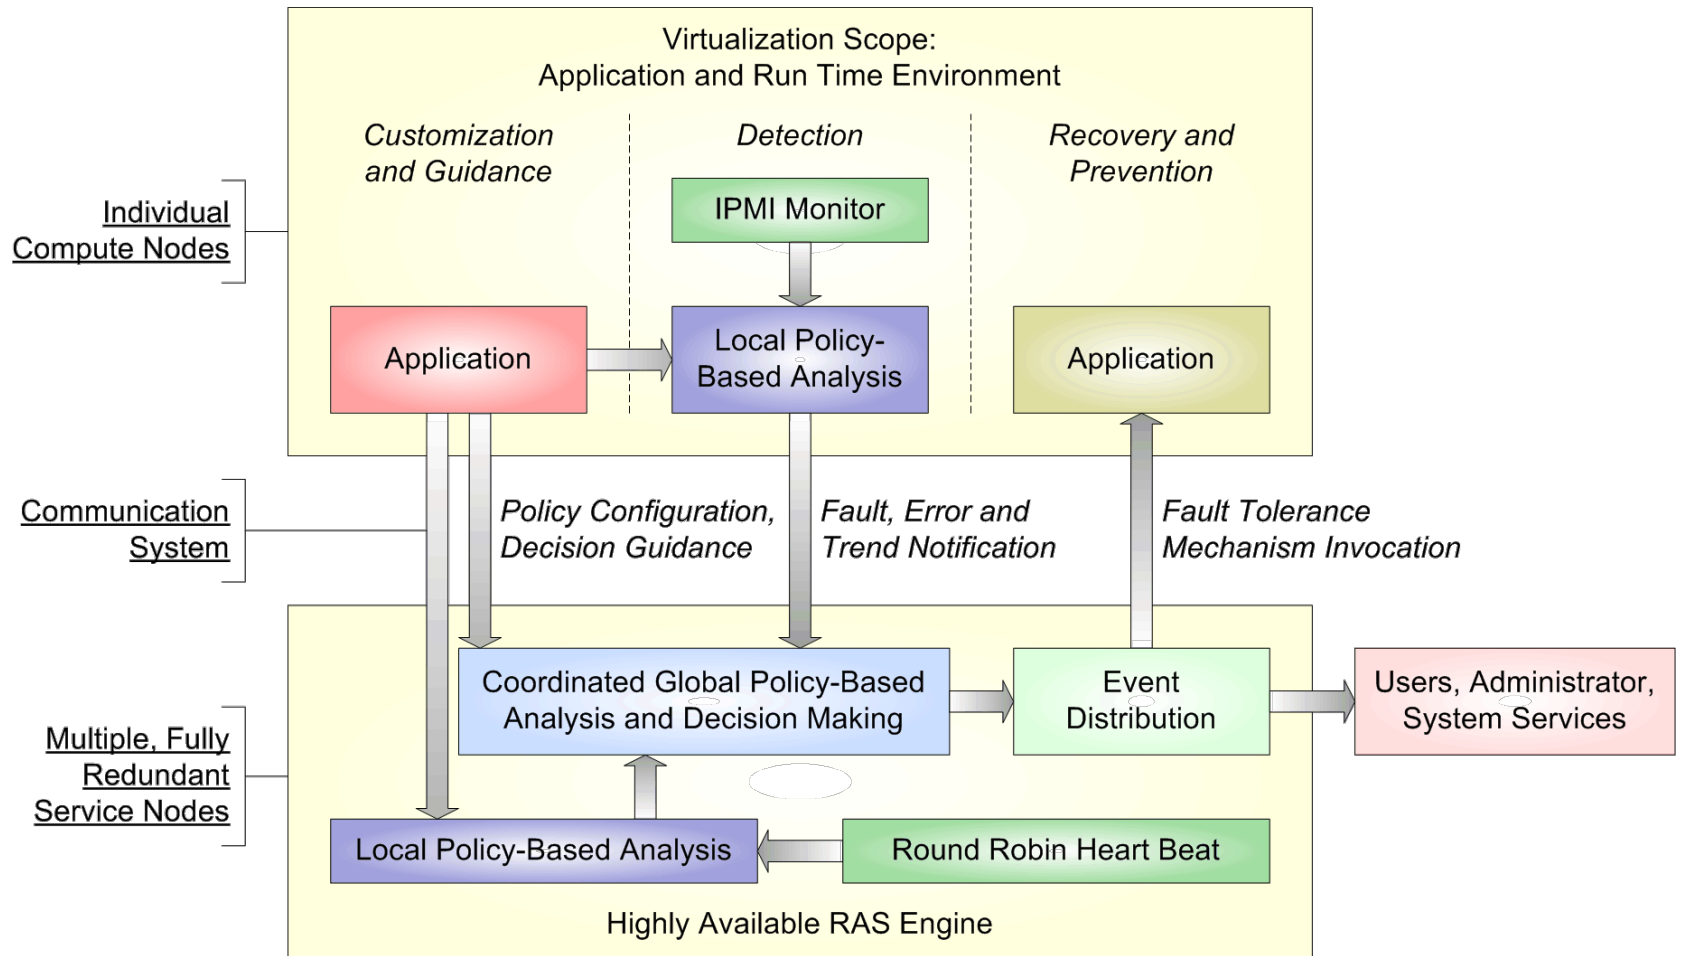 Virtualization Scope:
Application and Run Time Environment
Customization
and Guidance
Detection
Recovery and
Prevention
Individual
Compute Nodes
IPMI Monitor
Application
Local Policy-
Based Analysis
Application
Communication
System
Policy Configuration,
Decision Guidance
Fault, Error and
Trend Notification
Fault Tolerance
Mechanism Invocation
Multiple, Fully
Redundant
Service Nodes
Coordinated Global Policy-Based
Analysis and Decision Making
Event
Distribution
Users, Administrator,
System Services
Local Policy-Based Analysis
Round Robin Heart Beat
Highly Available RAS Engine